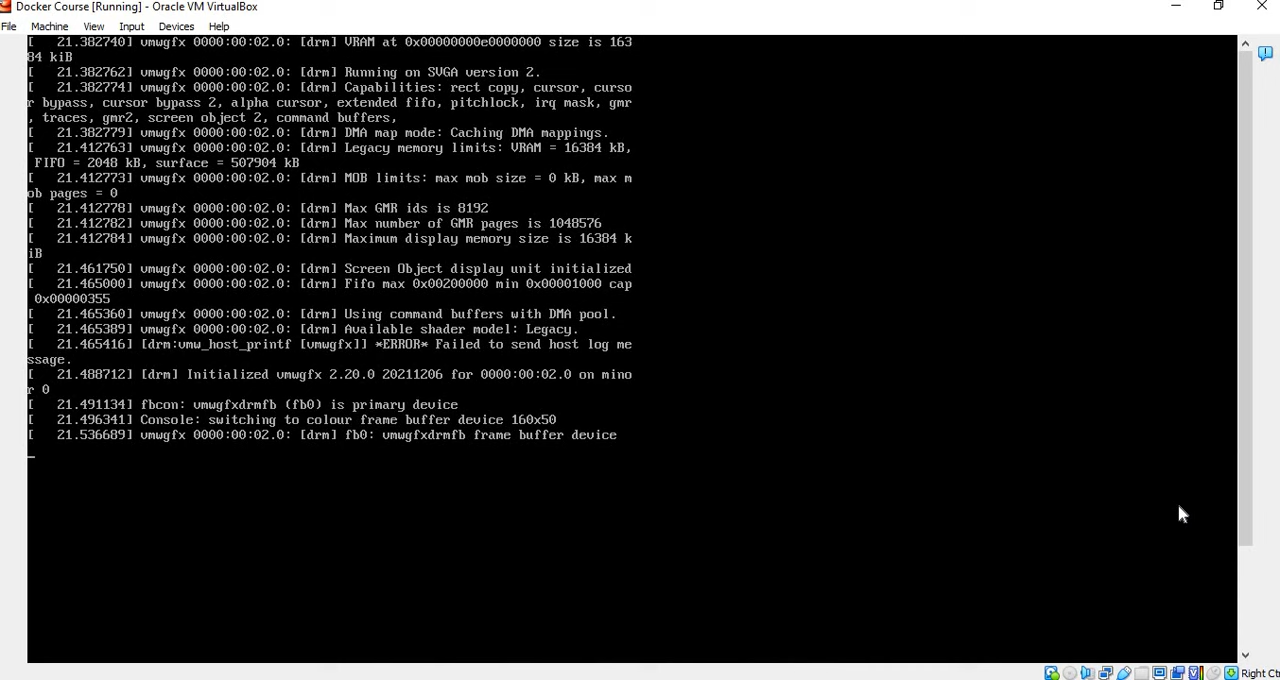 Docker Course [Running] - Oracle VM VirtualBox
File Machine View Input Devices Help
[   21.382740] vmwgfx 0000:00:02.0: [drm] VRAM at 0x00000000e0000000 size is 163
84 kiB
[   21.382762] vmwgfx 0000:00:02.0: [drm] Running on SVGA version 2.
[   21.382774] vmwgfx 0000:00:02.0: [drm] Capabilities: rect copy, cursor, curso
r bypass, cursor bypass 2, alpha cursor, extended fifo, pitchlock, irq mask, gmr
, traces, gmr2, screen object 2, command buffers,
[   21.382779] vmwgfx 0000:00:02.0: [drm] DMA map mode: Caching DMA mappings.
[   21.412763] vmwgfx 0000:00:02.0: [drm] Legacy memory limits: VRAM = 16384 kB,
 FIFO = 2048 kB, surface = 507904 kB
[   21.412773] vmwgfx 0000:00:02.0: [drm] MOB limits: max mob size = 0 kB, max m
ob pages = 0
[   21.412778] vmwgfx 0000:00:02.0: [drm] Max GMR ids is 8192
[   21.412782] vmwgfx 0000:00:02.0: [drm] Max number of GMR pages is 1048576
[   21.412784] vmwgfx 0000:00:02.0: [drm] Maximum display memory size is 16384 k
iB
[   21.461750] vmwgfx 0000:00:02.0: [drm] Screen Object display unit initialized
[   21.465000] vmwgfx 0000:00:02.0: [drm] Fifo max 0x00200000 min 0x00001000 cap
 0x00000355
[   21.465360] vmwgfx 0000:00:02.0: [drm] Using command buffers with DMA pool.
[   21.465389] vmwgfx 0000:00:02.0: [drm] Available shader model: Legacy.
[   21.465416] [drm:vmw_host_printf [vmwgfx]] *ERROR* Failed to send host log me
ssage.
[   21.488712] [drm] Initialized vmwgfx 2.20.0 20211206 for 0000:00:02.0 on mino
r 0
[   21.491134] fbcon: vmwgfxdrmfb (fb0) is primary device
[   21.496341] Console: switching to colour frame buffer device 160x50
[   21.536689] vmwgfx 0000:00:02.0: [drm] fb0: vmwgfxdrmfb frame buffer device
_
Right Ct